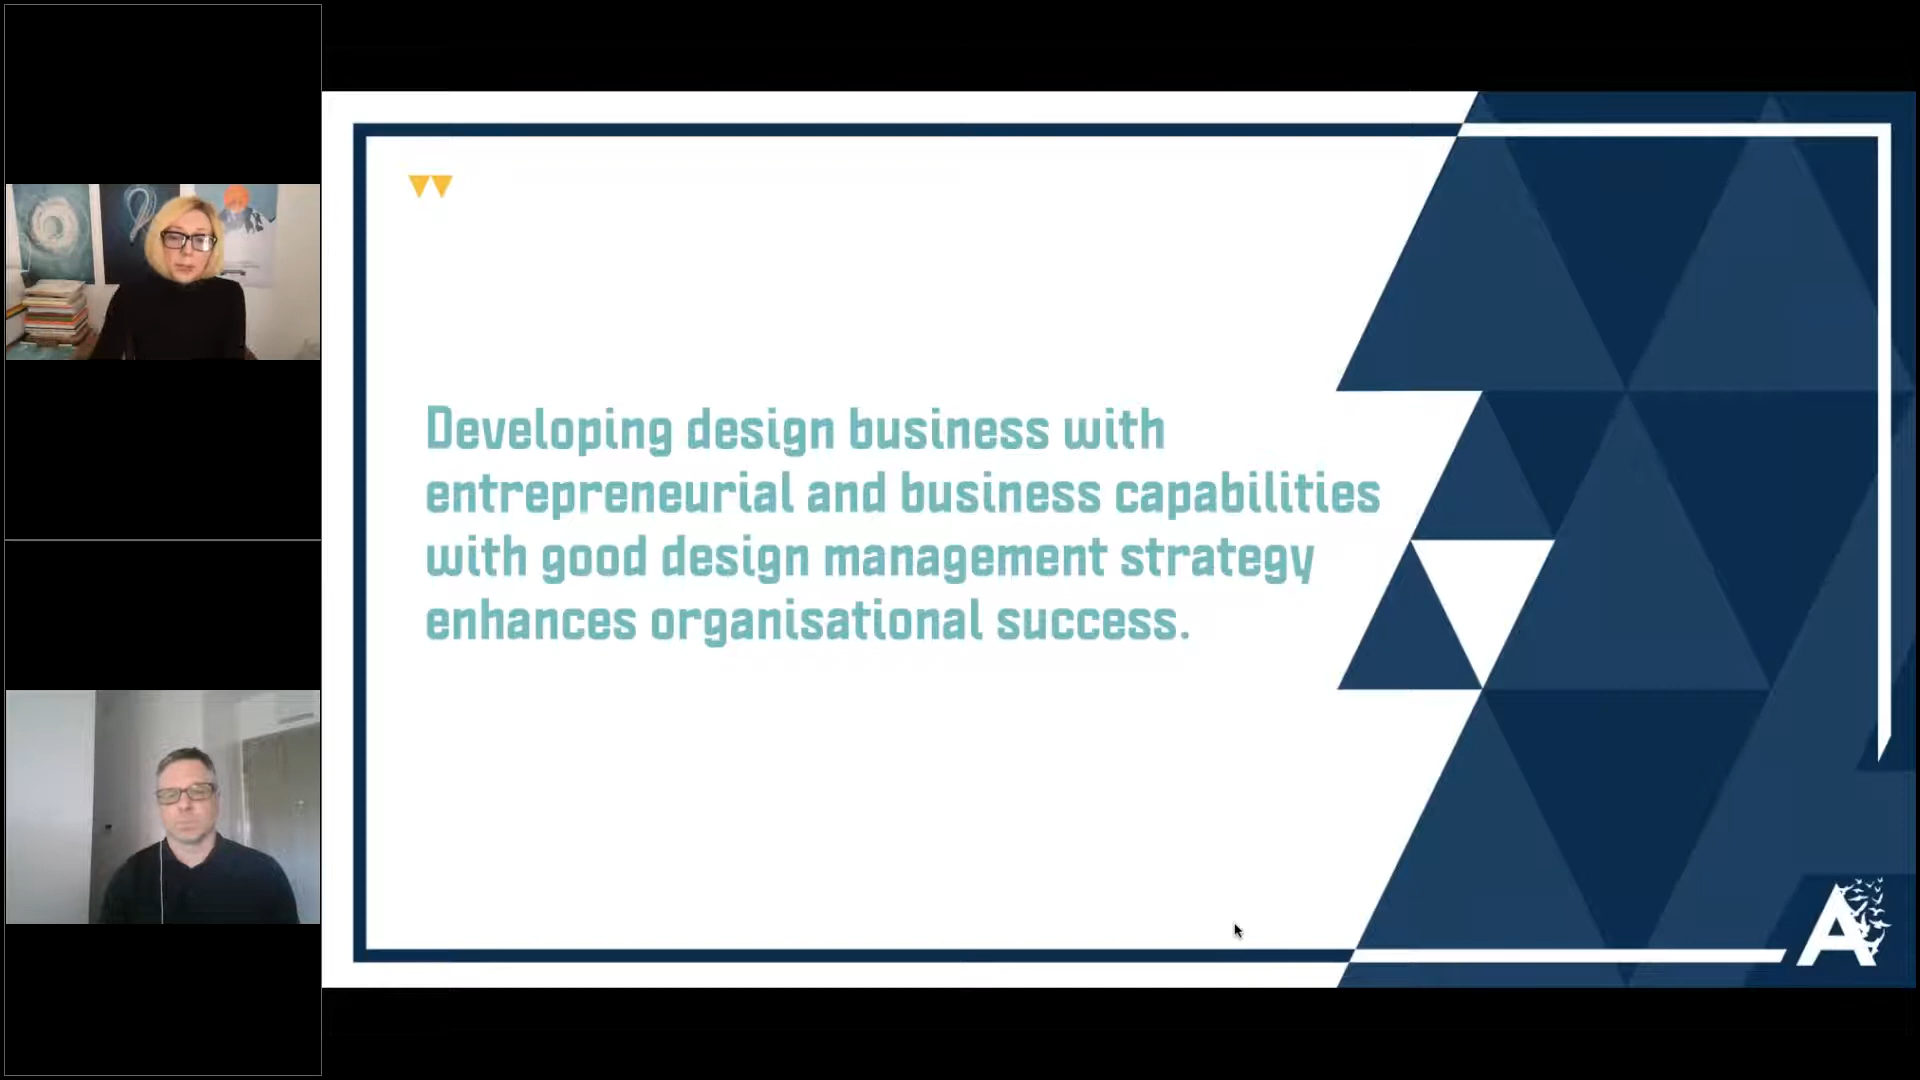 Developing design business with
entrepreneurial and business capabilities
with good design management strategy
enhances organisational success.
A